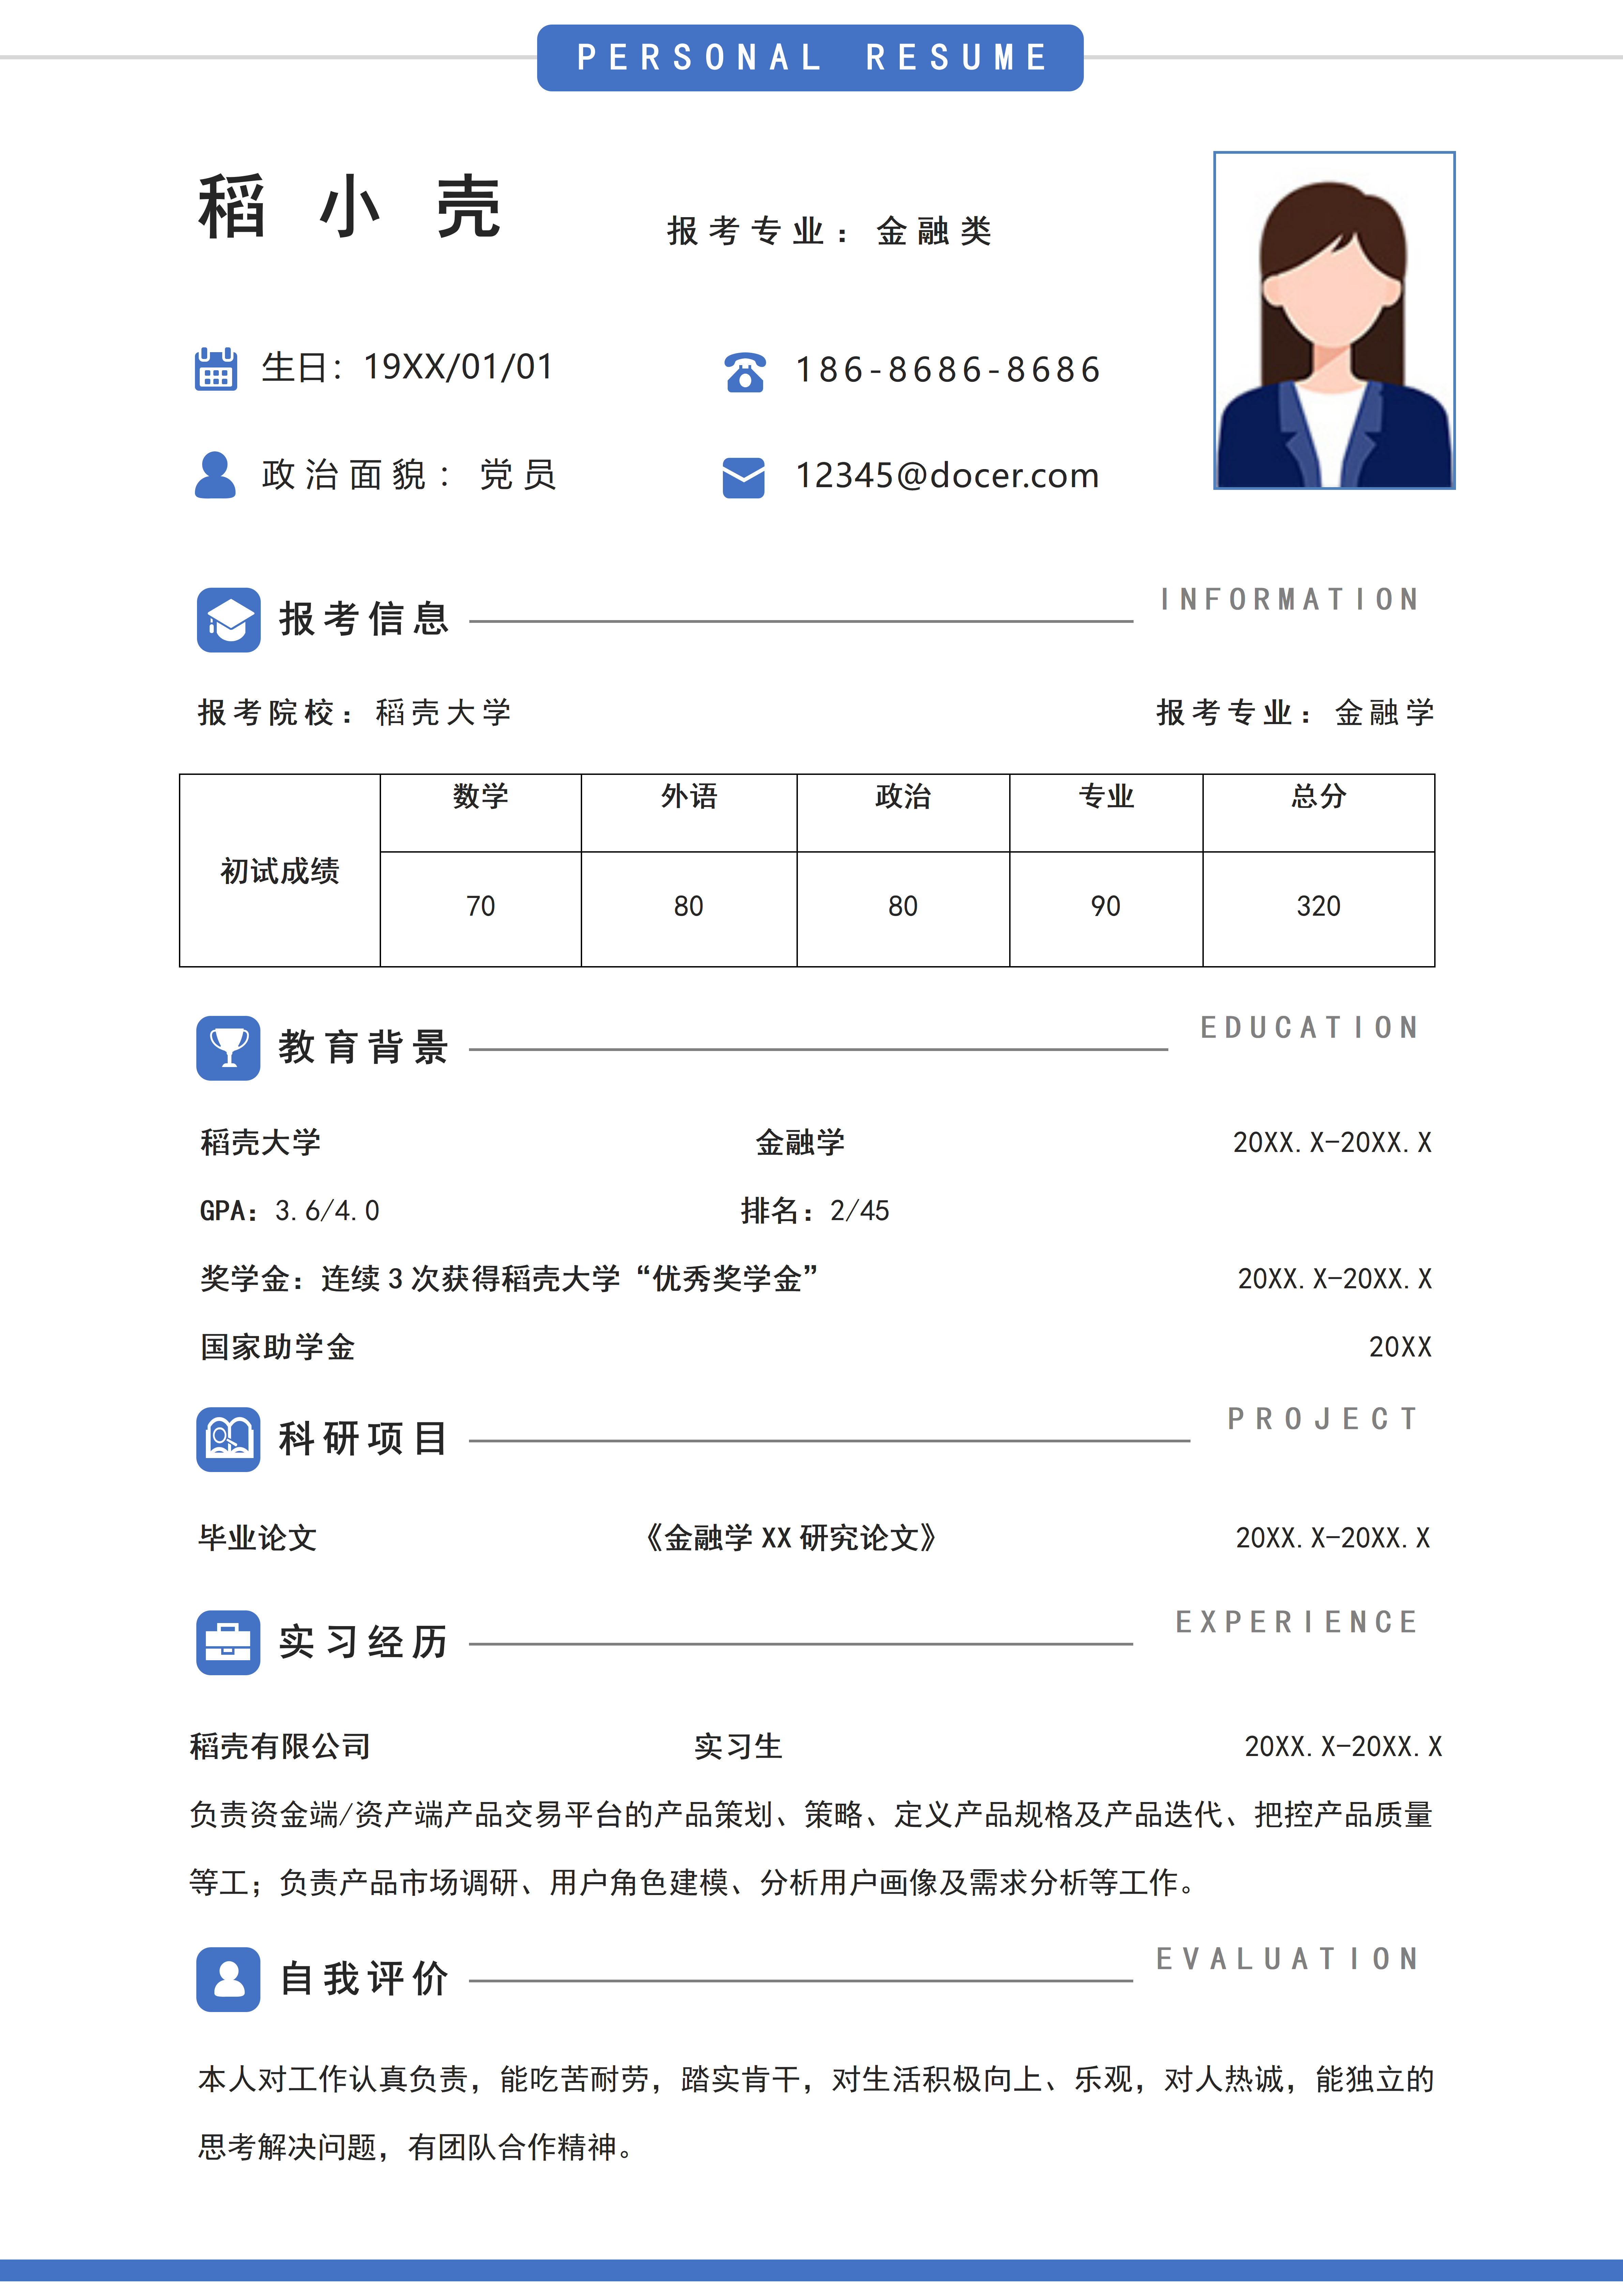 PERSONAL RESUME
稻小壳
报考专业：金融类
生日：19XX/01/01
186-8686-8686
政治面貌：党员
12345@docer.com
报考信息
INFORMATION
报考院校：稻壳大学 报考专业：金融学
初试成绩 数学 外语 政治 专业 总分
70 80 80 90 320
教育背景
EDUCATION
稻壳大学 金融学 20XX.X-20XX.X
GPA：3.6/4.0 排名：2/45
奖学金：连续 3 次获得稻壳大学“优秀奖学金” 20XX.X-20XX.X
国家助学金 20XX
科研项目
PROJECT
毕业论文 《金融学 XX 研究论文》 20XX.X-20XX.X
实习经历
EXPERIENCE
稻壳有限公司 实习生 20XX.X-20XX.X
负责资金端/资产端产品交易平台的产品策划、策略、定义产品规格及产品迭代、把控产品质量
等工；负责产品市场调研、用户角色建模、分析用户画像及需求分析等工作。
自我评价
EVALUATION
本人对工作认真负责，能吃苦耐劳，踏实肯干，对生活积极向上、乐观，对人热诚，能独立的
思考解决问题，有团队合作精神。